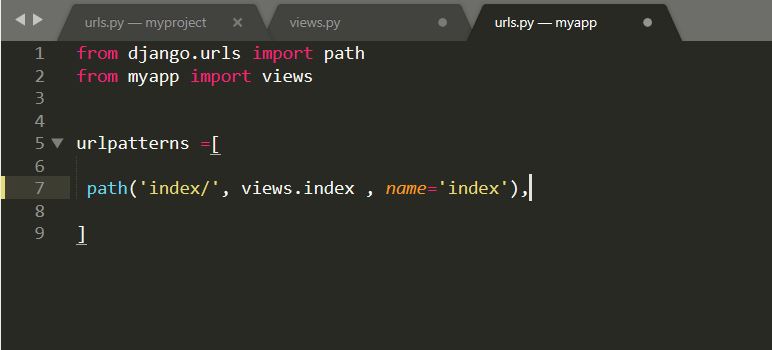 urls.py — myproject
views.py
urls.py — myapp
1 from django.urls import path
2 from myapp import views
3
4
5 urlpatterns =[
6
7 path('index/', views.index , name='index'),
8
9 ]